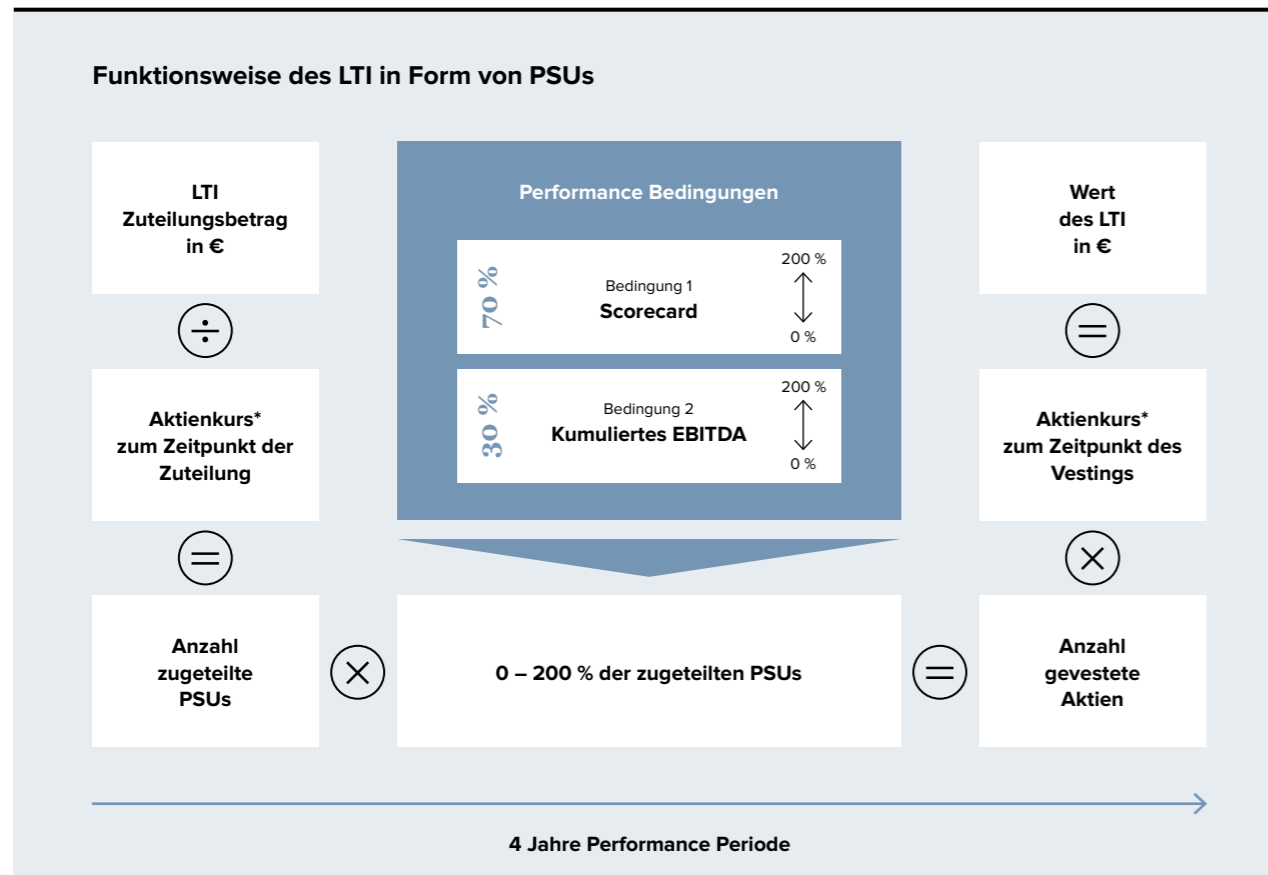 Funktionsweise des LTI in Form von PSUs
LTI
Zuteilungsbetrag
in €
÷
Aktienkurs*
zum Zeitpunkt der
Zuteilung
=
Anzahl
zugeteilte
PSUs
×
Performance Bedingungen
70 %
Bedingung 1
Scorecard
200 %
0 %
30 %
Bedingung 2
Kumuliertes EBITDA
200 %
0 %
0 – 200 % der zugeteilten PSUs
=
Wert
des LTI
in €
=
Aktienkurs*
zum Zeitpunkt des
Vestings
×
Anzahl
gevestete
Aktien
4 Jahre Performance Periode